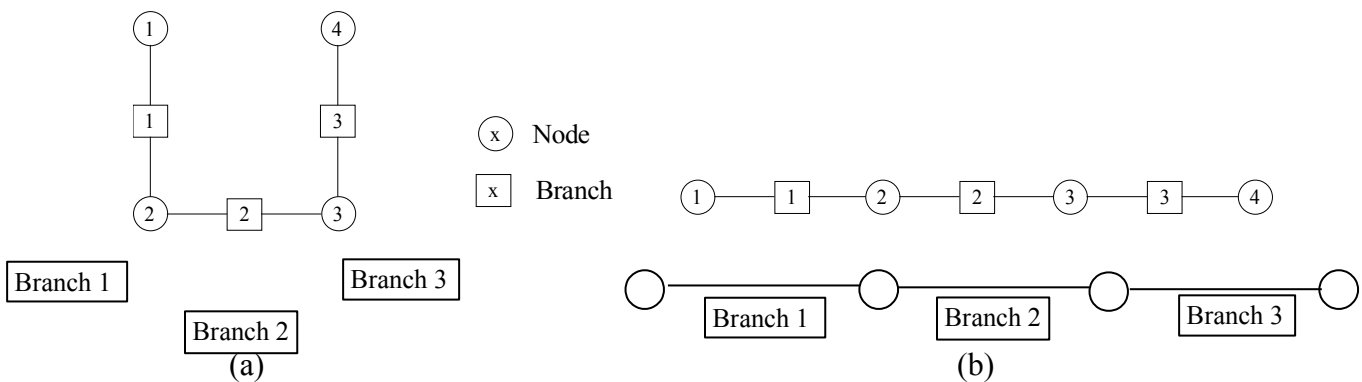 1 4
1 3
x Node
x Branch
2 2 3
1 1 2 2 3 3 4
Branch 1 Branch 3
Branch 2
Branch 1 Branch 2 Branch 3
(a) (b)